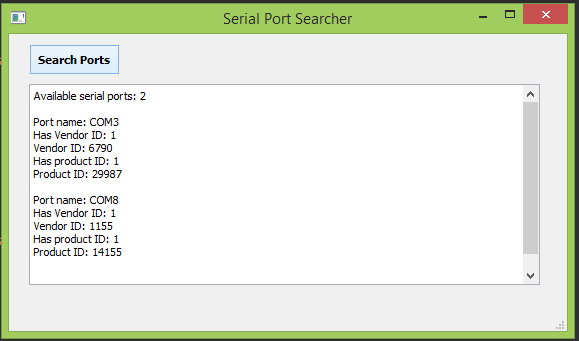 Serial Port Searcher
Search Ports
Available serial ports: 2
Port name: COM3
Has Vendor ID: 1
Vendor ID: 6790
Has product ID: 1
Product ID: 29987
Port name: COM8
Has Vendor ID: 1
Vendor ID: 1155
Has product ID: 1
Product ID: 14155